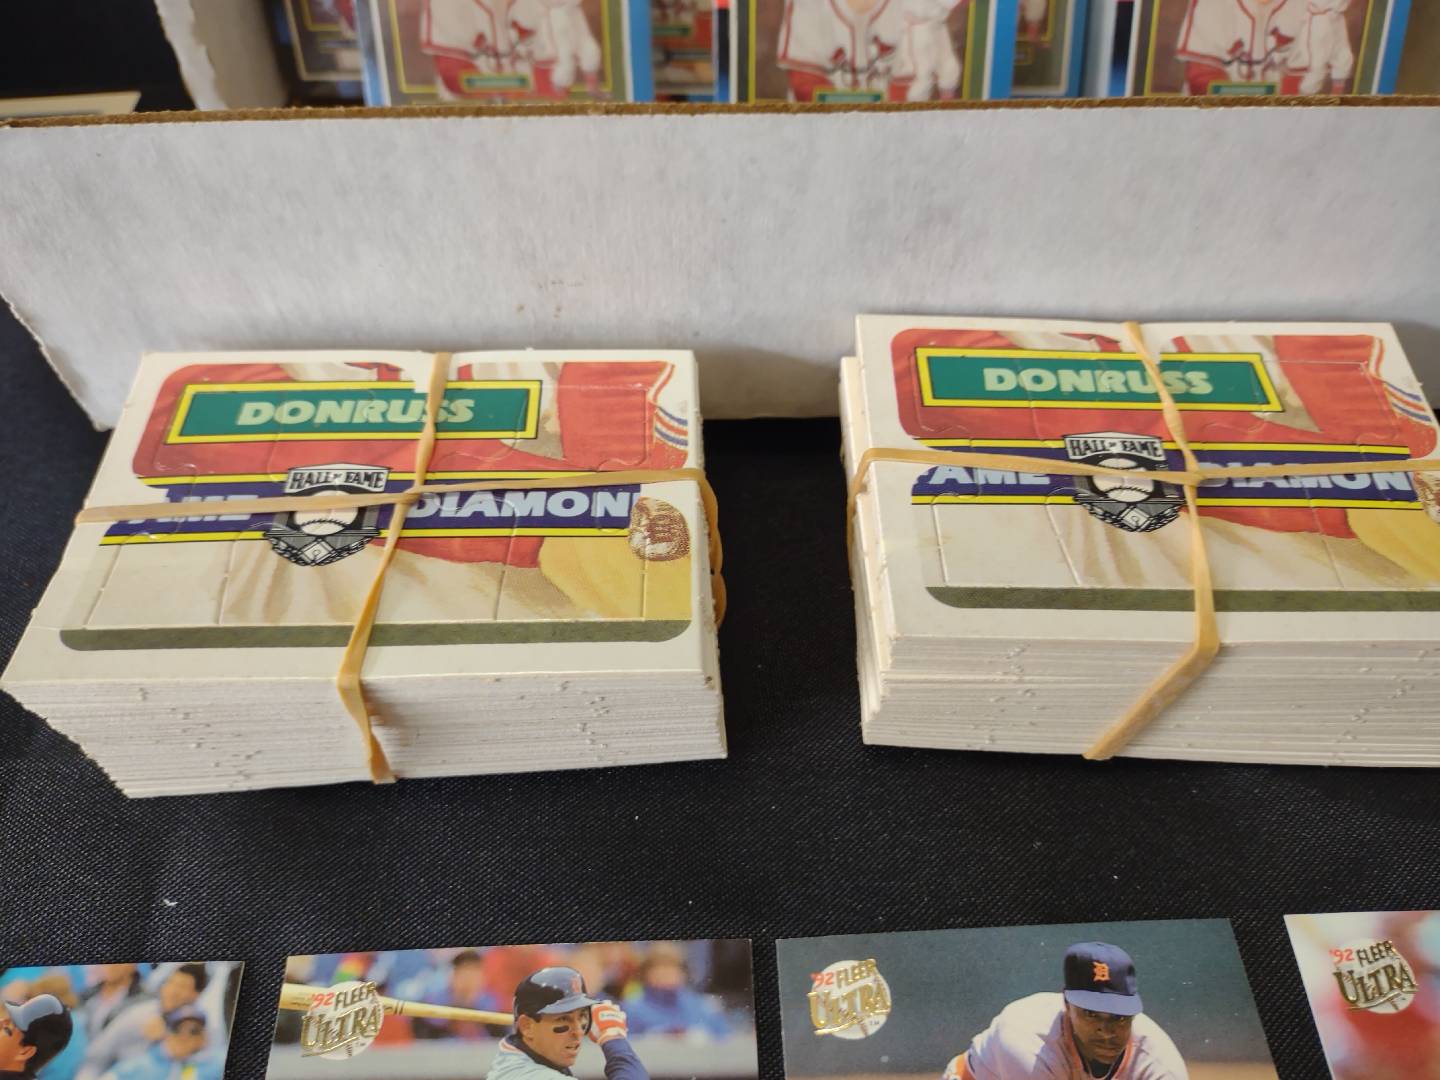 DONRUSS
HALL OF FAME
AME DIAMON
DONRUSS
HALL OF FAME
AME DIAMON
'92 FLEER
ULTRA
'92 FLEER
ULTRA
TM
'92 FLEER
ULTRA